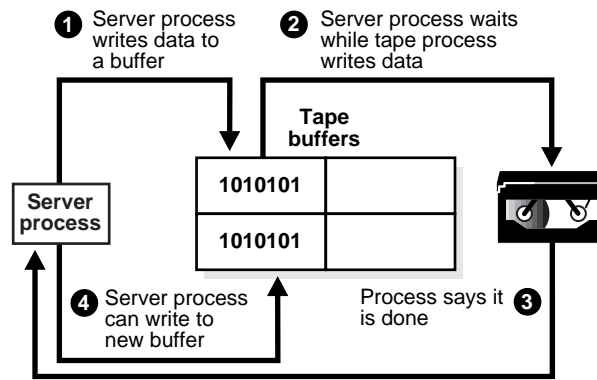 1 Server process
writes data to
a buffer
2 Server process waits
while tape process
writes data
Tape
buffers
1010101
1010101
Server
process
4 Server process
can write to
new buffer
Process says it 3
is done